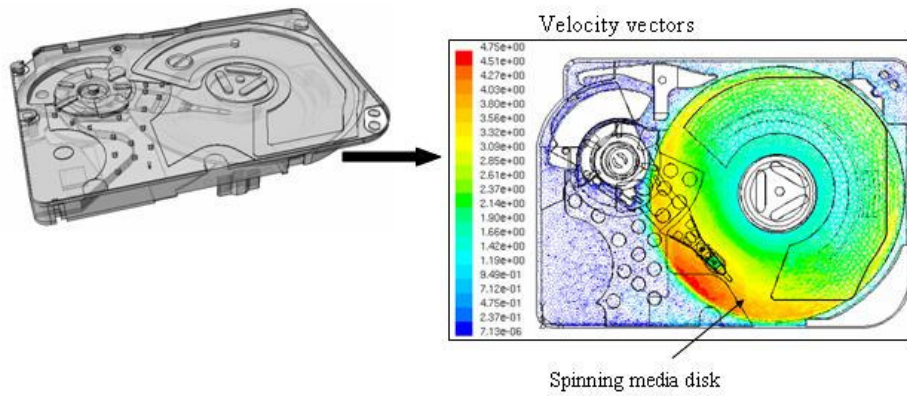 Velocity vectors
4.75e+00
4.51e+00
4.27e+00
4.03e+00
3.80e+00
3.56e+00
3.32e+00
3.09e+00
2.85e+00
2.61e+00
2.37e+00
2.14e+00
1.90e+00
1.66e+00
1.42e+00
1.19e+00
9.49e-01
7.12e-01
4.75e-01
2.37e-01
7.13e-06
Spinning media disk